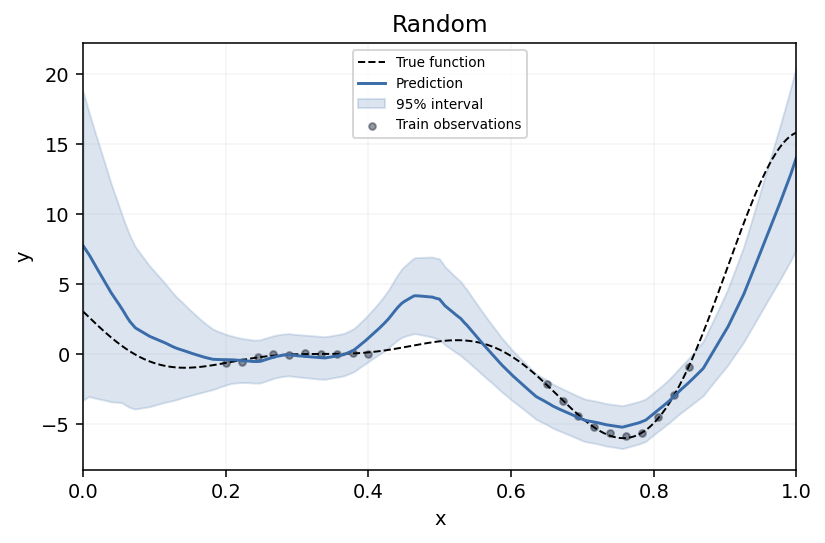 Random
True function
Prediction
95% interval
Train observations
y
20
15
10
5
0
−5
0.0 0.2 0.4 0.6 0.8 1.0
x